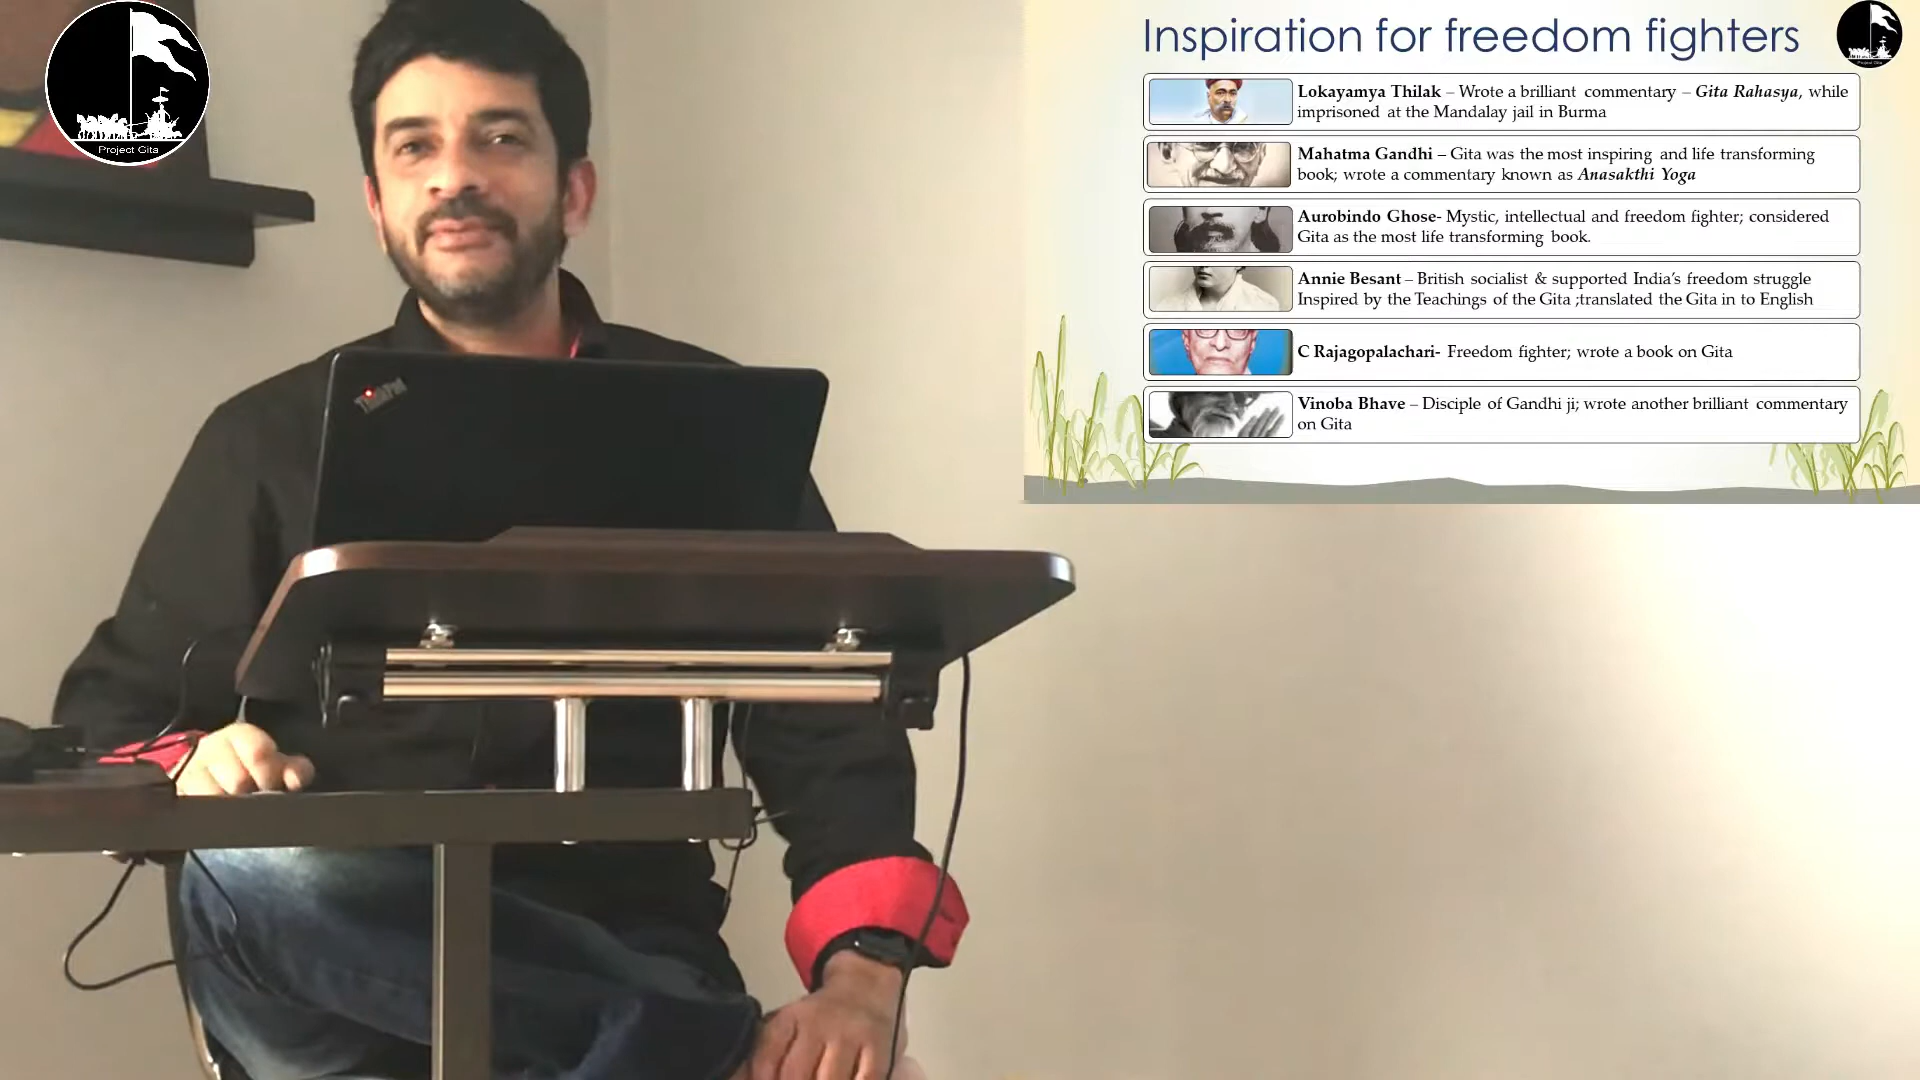 Project Gita
Inspiration for freedom fighters
Project Gita
Lokayamya Thilak – Wrote a brilliant commentary – Gita Rahasya, while
imprisoned at the Mandalay jail in Burma
Mahatma Gandhi – Gita was the most inspiring and life transforming
book; wrote a commentary known as Anasakthi Yoga
Aurobindo Ghose- Mystic, intellectual and freedom fighter; considered
Gita as the most life transforming book.
Annie Besant – British socialist & supported India's freedom struggle
Inspired by the Teachings of the Gita ;translated the Gita in to English
C Rajagopalachari- Freedom fighter; wrote a book on Gita
Vinoba Bhave – Disciple of Gandhi ji; wrote another brilliant commentary
on Gita
ThinkPad